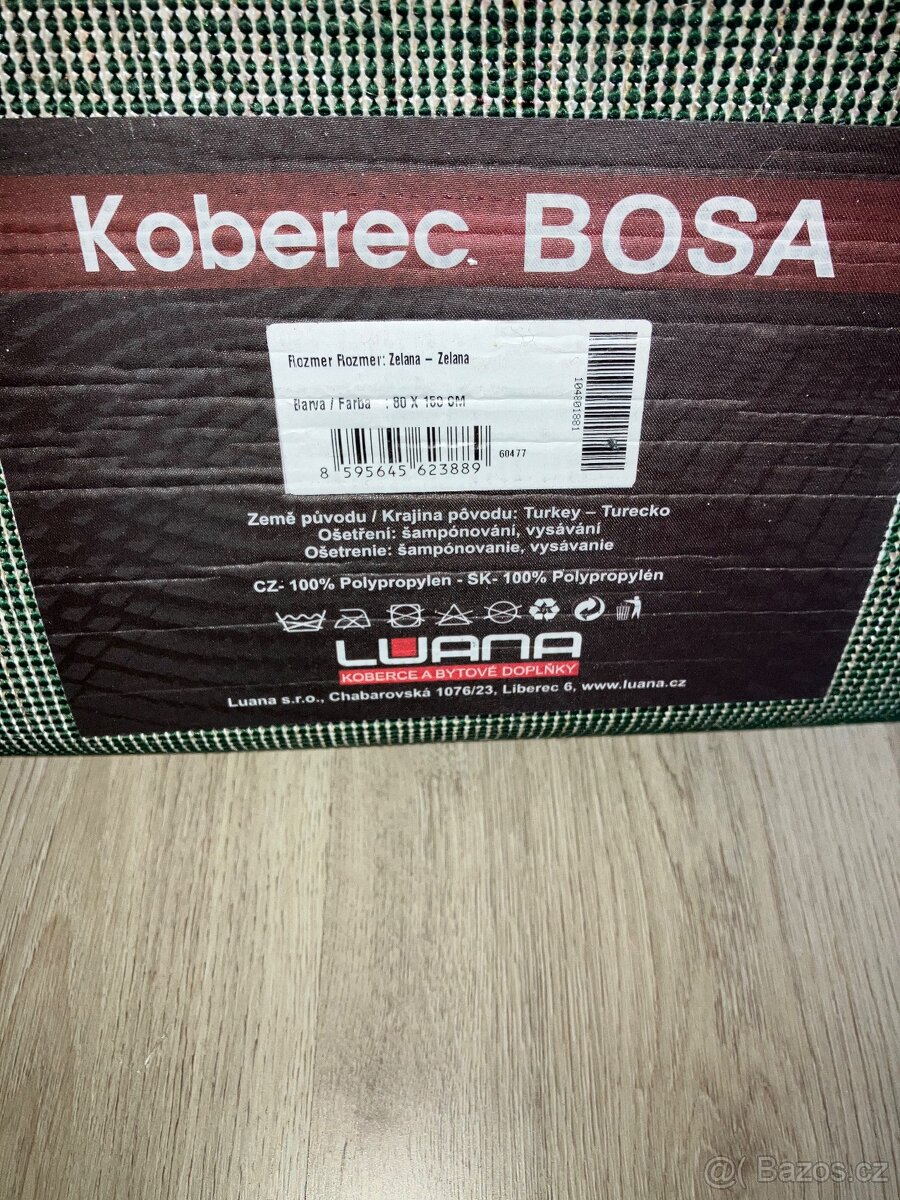 Koberec BOSA
Rozmer Rozmer: Zelana – Zelana
Barva / Farba : 80 X 150 CM
8 595645 623889
60477
104801881
Země původu / Krajina pôvodu: Turkey – Turecko
Ošetření: šampónování, vysávání
Ošetrenie: šampónovanie, vysávanie
CZ- 100% Polypropylen - SK- 100% Polypropylén
LUANA
KOBERCE A BYTOVÉ DOPLŇKY
Luana s.r.o., Chabarovská 1076/23, Liberec 6, www.luana.cz
@( Bazos.cz